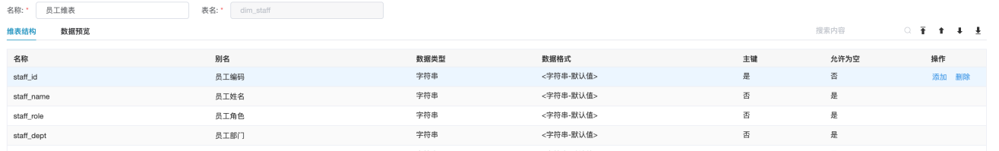 名称: * 员工维表 表名: * dim_staff
维表结构 数据预览 搜索内容
名称 别名 数据类型 数据格式 主键 允许为空 操作
staff_id 员工编码 字符串 <字符串-默认值> 是 否 添加 删除
staff_name 员工姓名 字符串 <字符串-默认值> 否 是
staff_role 员工角色 字符串 <字符串-默认值> 否 是
staff_dept 员工部门 字符串 <字符串-默认值> 否 是